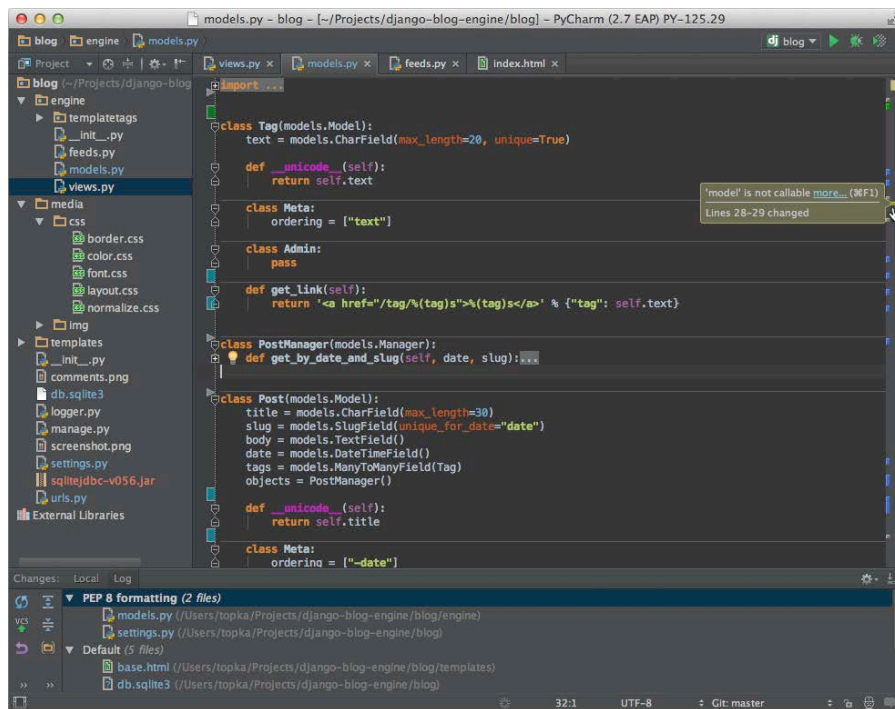 models.py - blog - [~/Projects/django-blog-engine/blog] - PyCharm (2.7 EAP) PY-125.29
blog engine models.py
dj blog
Project
views.py × models.py × feeds.py × index.html ×
blog (~/Projects/django-blog
engine
templatetags
__init__.py
feeds.py
models.py
views.py
media
css
border.css
color.css
font.css
layout.css
normalize.css
img
templates
__init__.py
comments.png
db.sqlite3
logger.py
manage.py
screenshot.png
settings.py
sqlitejdbc-v056.jar
urls.py
External Libraries
import ...
class Tag(models.Model):
text = models.CharField(max_length=20, unique=True)
def __unicode__(self):
return self.text
class Meta:
ordering = ["text"]
class Admin:
pass
def get_link(self):
return '<a href="/tag/%(tag)s">%(tag)s</a>' % {"tag": self.text}
class PostManager(models.Manager):
def get_by_date_and_slug(self, date, slug):...
class Post(models.Model):
title = models.CharField(max_length=30)
slug = models.SlugField(unique_for_date="date")
body = models.TextField()
date = models.DateTimeField()
tags = models.ManyToManyField(Tag)
objects = PostManager()
def __unicode__(self):
return self.title
class Meta:
ordering = ["-date"]
'model' is not callable more... (⌘F1)
Lines 28-29 changed
Changes: Local Log
PEP 8 formatting (2 files)
models.py (/Users/topka/Projects/django-blog-engine/blog/engine)
settings.py (/Users/topka/Projects/django-blog-engine/blog)
Default (5 files)
base.html (/Users/topka/Projects/django-blog-engine/blog/templates)
db.sqlite3 (/Users/topka/Projects/django-blog-engine/blog)
VCS
32:1 UTF-8 Git: master